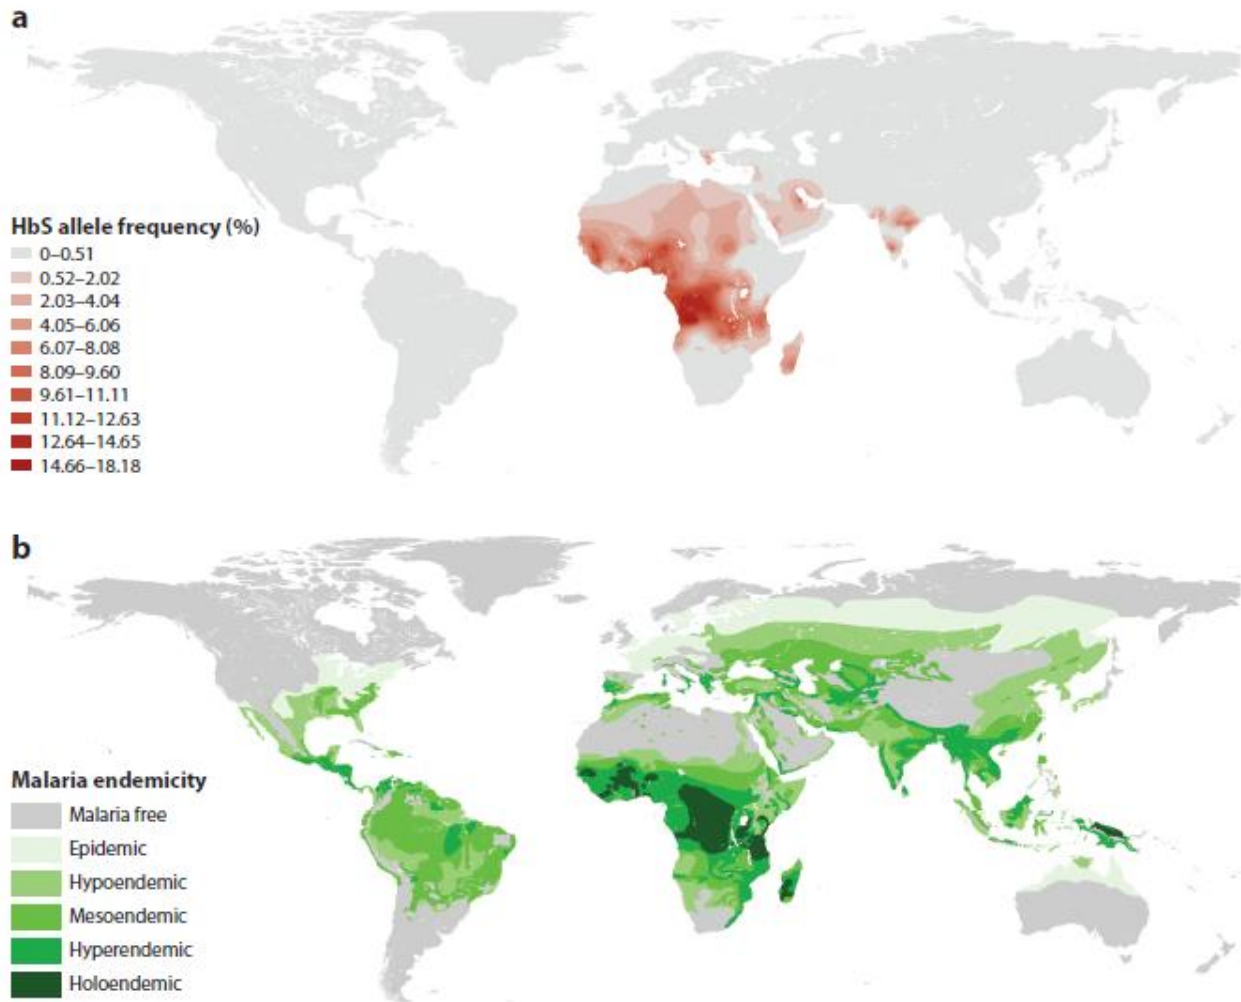 a
HbS allele frequency (%)
0–0.51
0.52–2.02
2.03–4.04
4.05–6.06
6.07–8.08
8.09–9.60
9.61–11.11
11.12–12.63
12.64–14.65
14.66–18.18
b
Malaria endemicity
Malaria free
Epidemic
Hypoendemic
Mesoendemic
Hyperendemic
Holoendemic